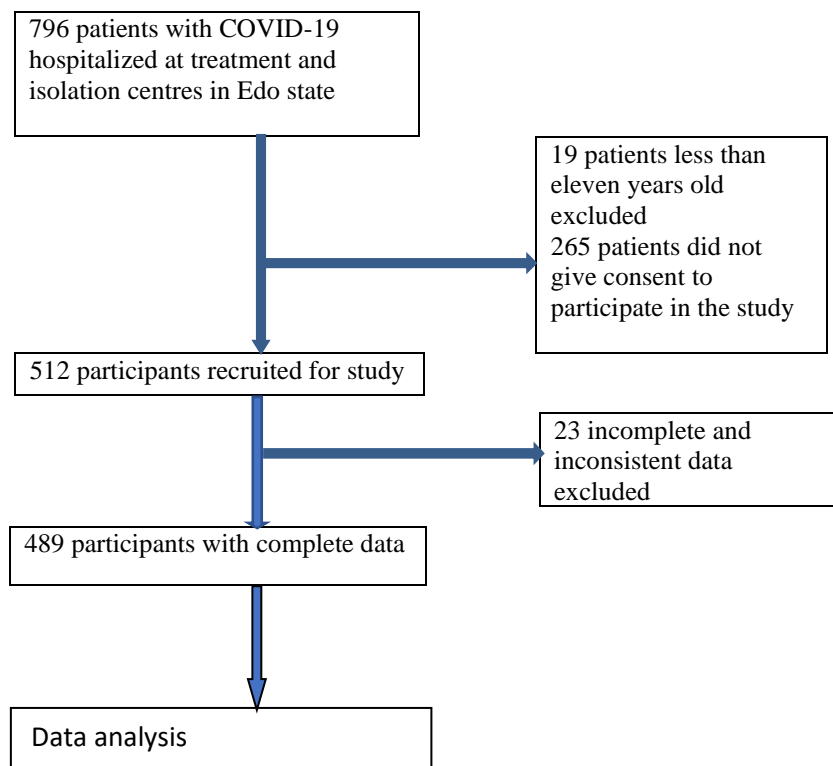 796 patients with COVID-19
hospitalized at treatment and
isolation centres in Edo state
19 patients less than
eleven years old
excluded
265 patients did not
give consent to
participate in the study
512 participants recruited for study
23 incomplete and
inconsistent data
excluded
489 participants with complete data
Data analysis